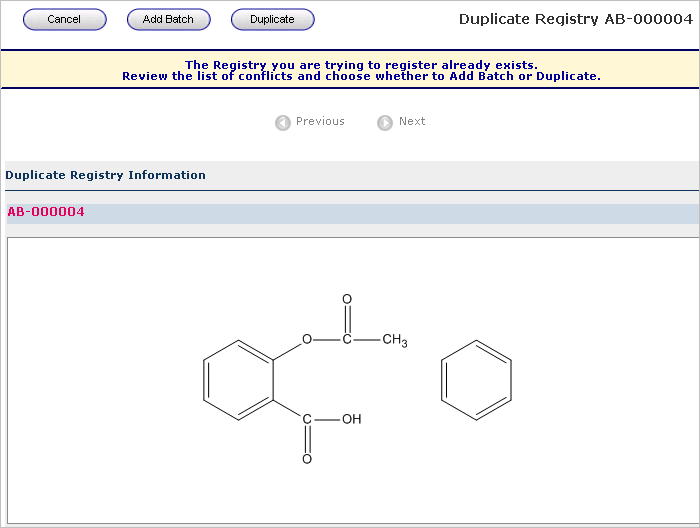 Cancel Add Batch Duplicate Duplicate Registry AB-000004
The Registry you are trying to register already exists.
Review the list of conflicts and choose whether to Add Batch or Duplicate.
Previous Next
Duplicate Registry Information
AB-000004
O
O C CH3
C OH
O